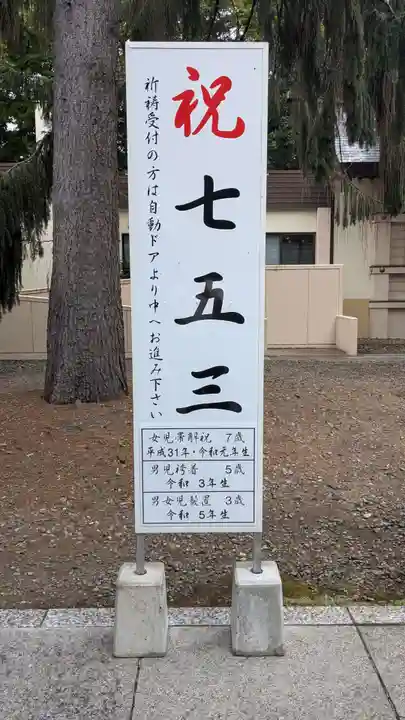 祝
七五三
祈祷受付の方は自動ドアより中へお進み下さい
女児帯解祝 7歳
平成31年・令和元年生
男児袴着 5歳
令和 3年生
男女児髪置 3歳
令和 5年生